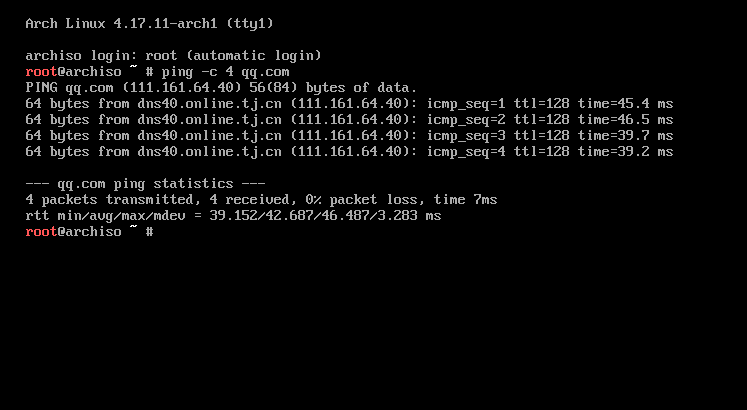 Arch Linux 4.17.11-arch1 (tty1)
archiso login: root (automatic login)
root@archiso ~ # ping -c 4 qq.com
PING qq.com (111.161.64.40) 56(84) bytes of data.
64 bytes from dns40.online.tj.cn (111.161.64.40): icmp_seq=1 ttl=128 time=45.4 ms
64 bytes from dns40.online.tj.cn (111.161.64.40): icmp_seq=2 ttl=128 time=46.5 ms
64 bytes from dns40.online.tj.cn (111.161.64.40): icmp_seq=3 ttl=128 time=39.7 ms
64 bytes from dns40.online.tj.cn (111.161.64.40): icmp_seq=4 ttl=128 time=39.2 ms
--- qq.com ping statistics ---
4 packets transmitted, 4 received, 0% packet loss, time 7ms
rtt min/avg/max/mdev = 39.152/42.687/46.487/3.283 ms
root@archiso ~ #